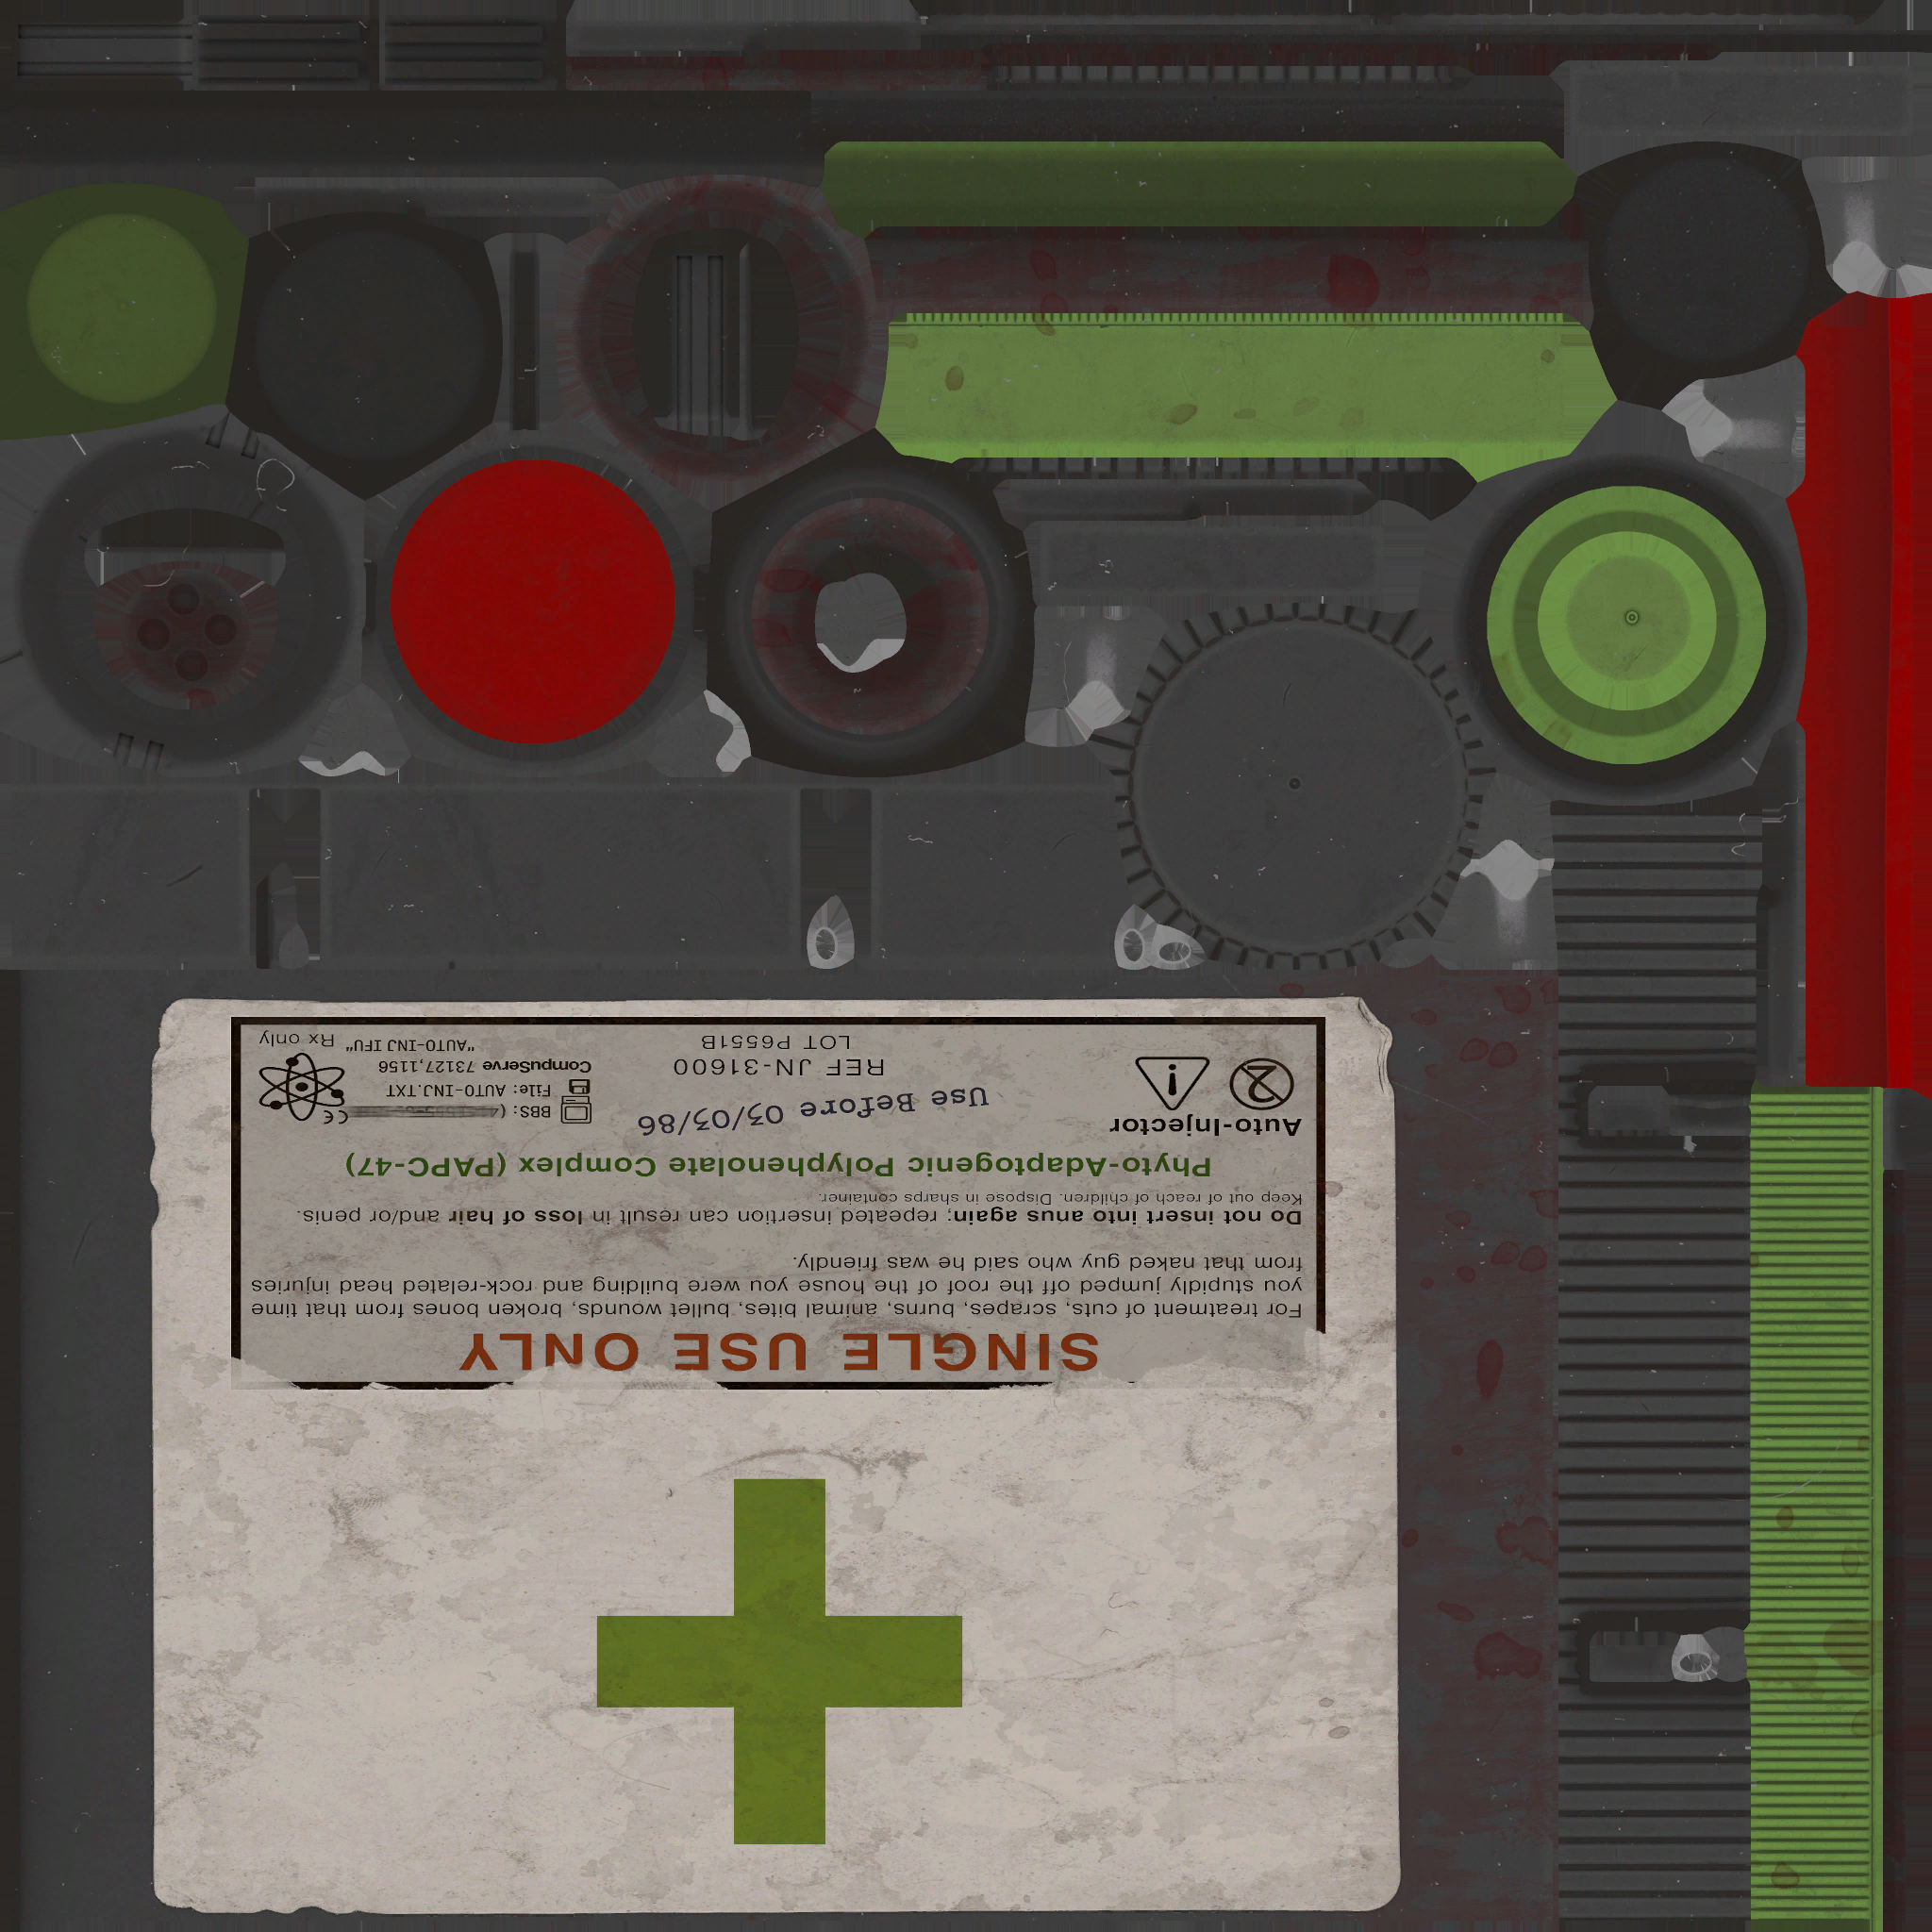 SINGLE USE ONLY
For treatment of cuts, scrapes, burns, animal bites, bullet wounds, broken bones from that time
you stupidly jumped off the roof of the house you were building and rock-related head injuries
from that naked guy who said he was friendly.
Do not insert into anus again; repeated insertion can result in loss of hair and/or penis.
Keep out of reach of children. Dispose in sharps container.
Phyto-Adaptogenic Polyphenolate Complex (PAPC-47)
Auto-Injector
2
Use Before 03/03/86
REF JN-31600
LOT P6551B
BBS:
CE
File: AUTO-INJ.TXT
CompuServe 73127,1156
"AUTO-INJ IFU"
Rx only